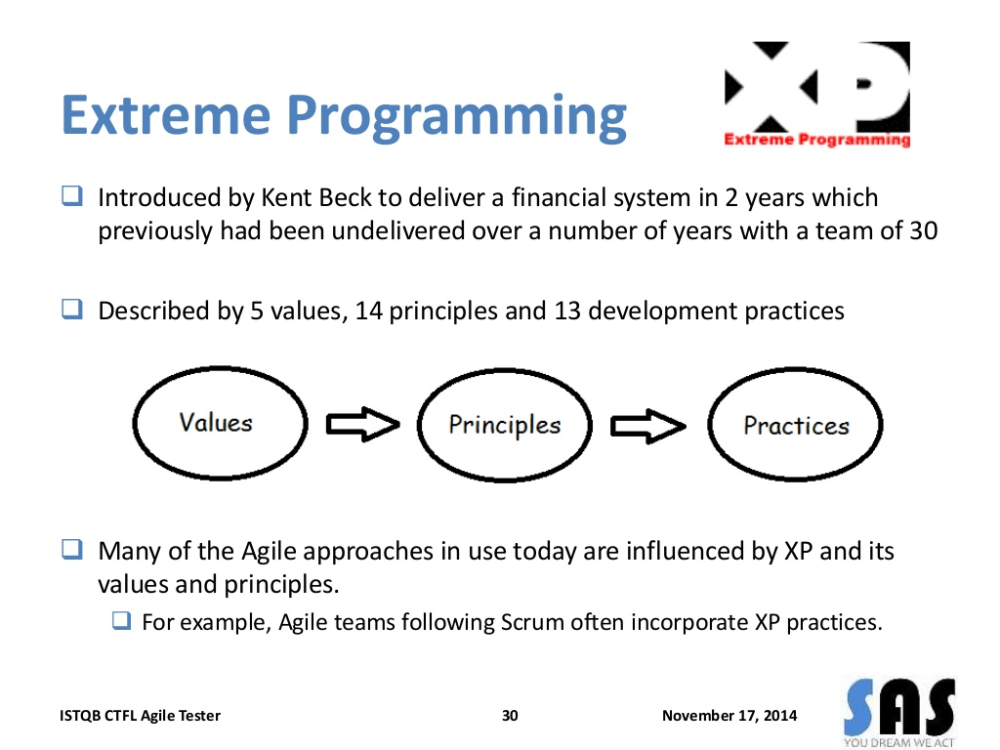 XP
Extreme Programming
Extreme Programming
Introduced by Kent Beck to deliver a financial system in 2 years which
previously had been undelivered over a number of years with a team of 30
Described by 5 values, 14 principles and 13 development practices
Values
Principles
Practices
Many of the Agile approaches in use today are influenced by XP and its
values and principles.
For example, Agile teams following Scrum often incorporate XP practices.
ISTQB CTFL Agile Tester
30
November 17, 2014
SAS
YOU DREAM WE ACT